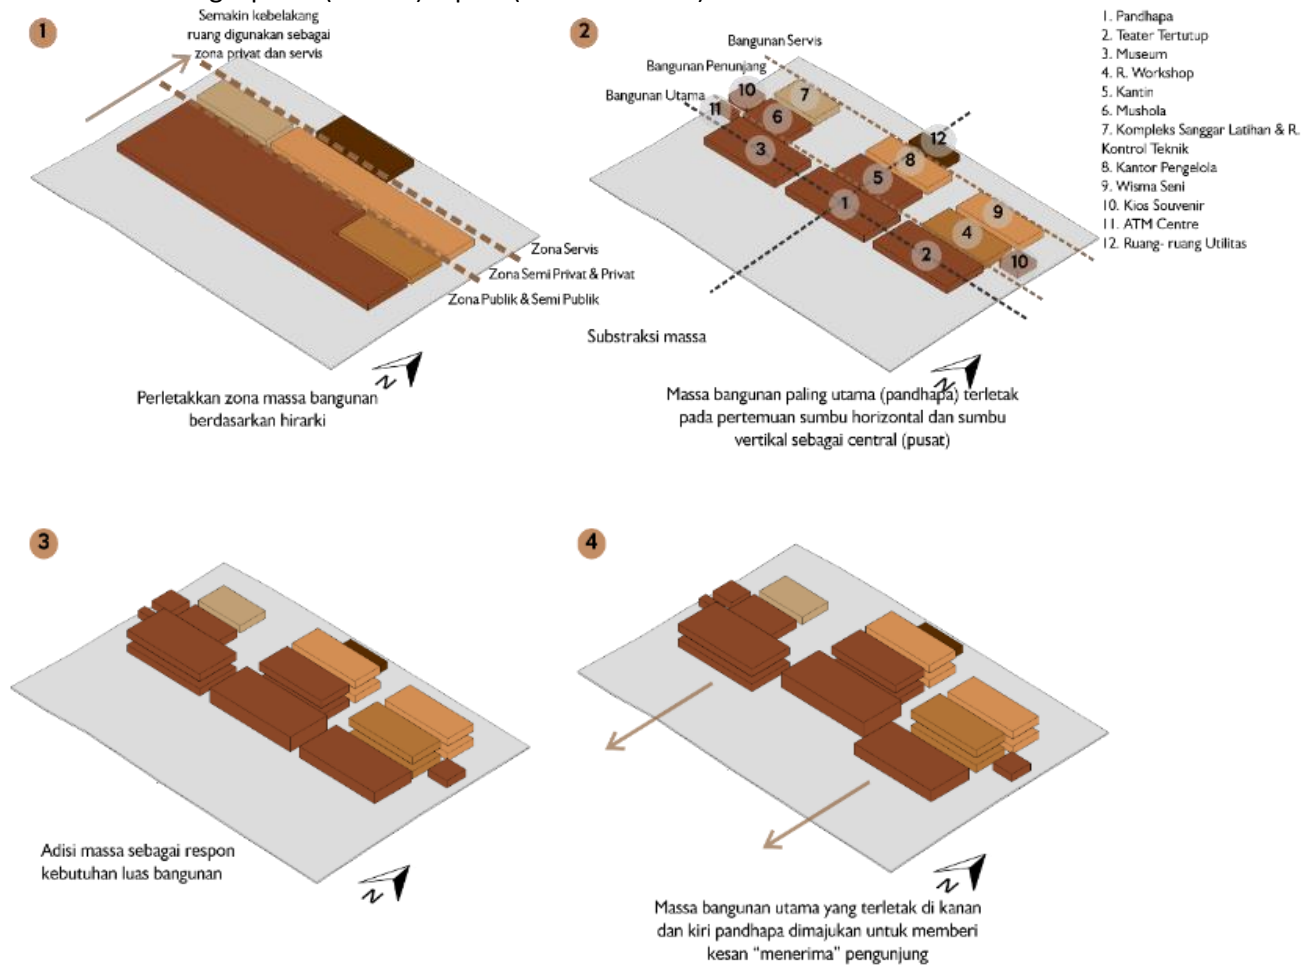 1
Semakin kebelakang
ruang digunakan sebagai
zona privat dan servis
Zona Servis
Zona Semi Privat & Privat
Zona Publik & Semi Publik
N
Perletakkan zona massa bangunan
berdasarkan hirarki
2
Bangunan Servis
Bangunan Penunjang
Bangunan Utama
10
11
7
6
3
12
8
5
1
9
4
2
10
Substraksi massa
N
Massa bangunan paling utama (pandhapa) terletak
pada pertemuan sumbu horizontal dan sumbu
vertikal sebagai central (pusat)
1. Pandhapa
2. Teater Tertutup
3. Museum
4. R. Workshop
5. Kantin
6. Mushola
7. Kompleks Sanggar Latihan & R.
Kontrol Teknik
8. Kantor Pengelola
9. Wisma Seni
10. Kios Souvenir
11. ATM Centre
12. Ruang- ruang Utilitas
3
Adisi massa sebagai respon
kebutuhan luas bangunan
N
4
N
Massa bangunan utama yang terletak di kanan
dan kiri pandhapa dimajukan untuk memberi
kesan "menerima" pengunjung